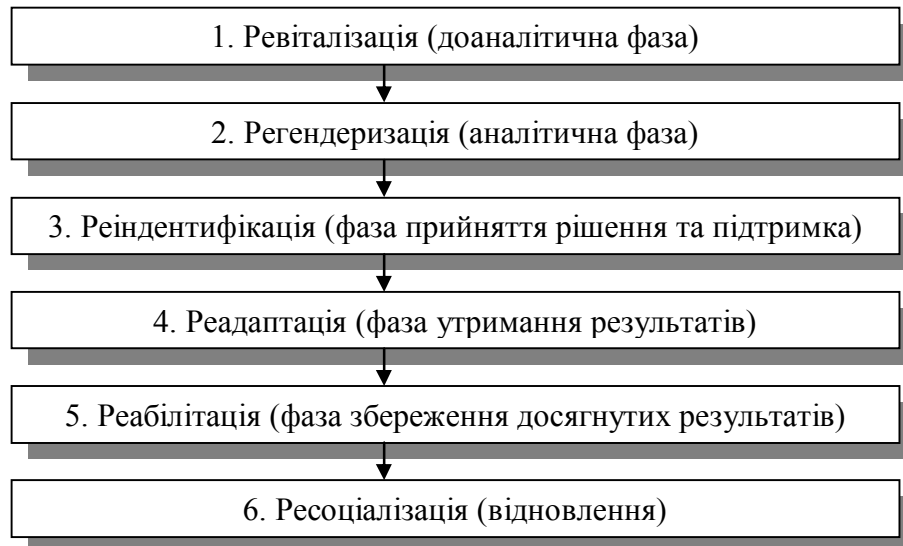 1. Ревіталізація (доаналітична фаза)
2. Регендеризація (аналітична фаза)
3. Реіндентифікація (фаза прийняття рішення та підтримка)
4. Реадаптація (фаза утримання результатів)
5. Реабілітація (фаза збереження досягнутих результатів)
6. Ресоціалізація (відновлення)